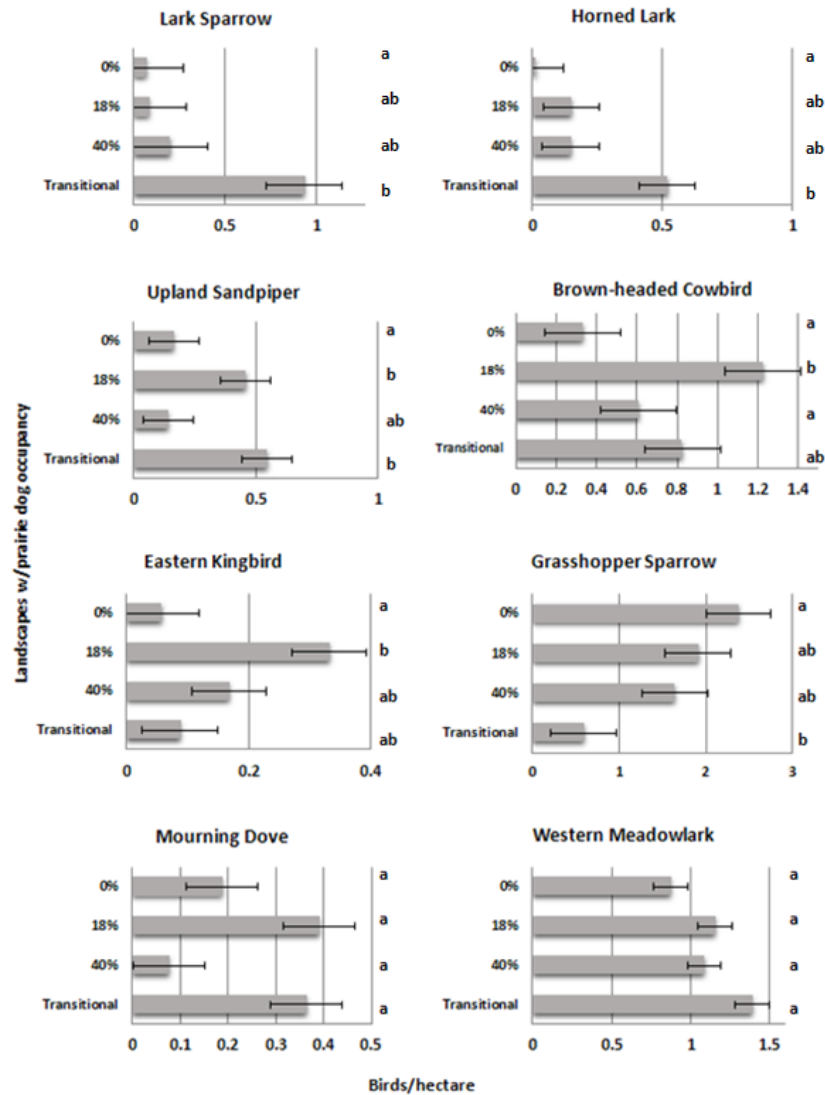 Lark Sparrow
0%
a
18%
ab
40%
ab
Transitional
b
0 0.5 1
Horned Lark
0%
a
18%
ab
40%
ab
Transitional
b
0 0.5 1
Upland Sandpiper
0%
a
18%
b
40%
ab
Transitional
b
0 0.5 1
Brown-headed Cowbird
0%
a
18%
b
40%
a
Transitional
ab
0 0.2 0.4 0.6 0.8 1 1.2 1.4
Landscapes w/prairie dog occupancy
Eastern Kingbird
0%
a
18%
b
40%
ab
Transitional
ab
0 0.2 0.4
Grasshopper Sparrow
0%
a
18%
ab
40%
ab
Transitional
b
0 1 2 3
Mourning Dove
0%
a
18%
a
40%
a
Transitional
a
0 0.1 0.2 0.3 0.4 0.5
Western Meadowlark
0%
a
18%
a
40%
a
Transitional
a
0 0.5 1 1.5
Birds/hectare